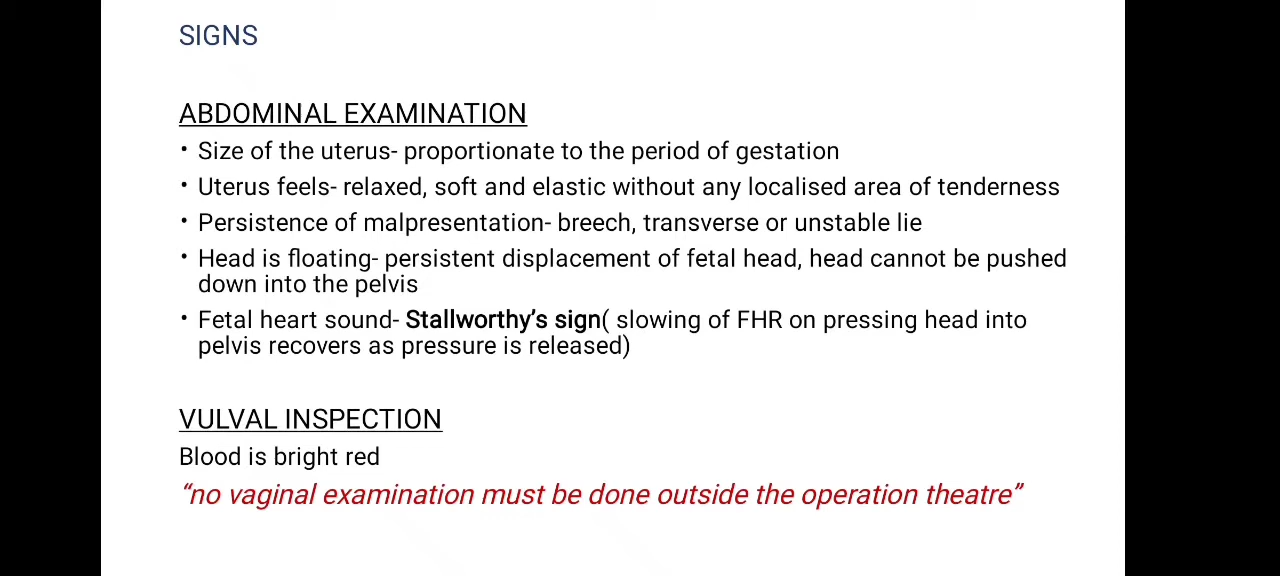 SIGNS
ABDOMINAL EXAMINATION
• Size of the uterus- proportionate to the period of gestation
• Uterus feels- relaxed, soft and elastic without any localised area of tenderness
• Persistence of malpresentation- breech, transverse or unstable lie
• Head is floating- persistent displacement of fetal head, head cannot be pushed
down into the pelvis
• Fetal heart sound- Stallworthy's sign( slowing of FHR on pressing head into
pelvis recovers as pressure is released)
VULVAL INSPECTION
Blood is bright red
“no vaginal examination must be done outside the operation theatre”